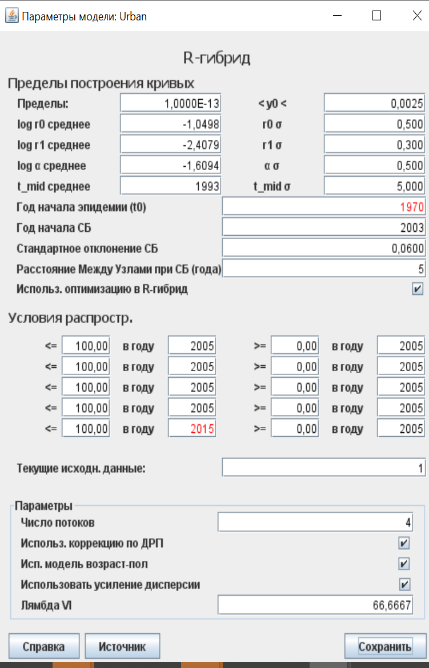 Параметры модели: Urban
R-гибрид
Пределы построения кривых
Пределы: 1,0000E-13 < y0 < 0,0025
log r0 среднее -1,0498 r0 σ 0,500
log r1 среднее -2,4079 r1 σ 0,300
log α среднее -1,6094 α σ 0,500
t_mid среднее 1993 t_mid σ 5,000
Год начала эпидемии (t0) 1970
Год начала СБ 2003
Стандартное отклонение СБ 0,0600
Расстояние Между Узлами при СБ (года) 5
Использ. оптимизацию в R-гибрид
Условия распростр.
<= 100,00 в году 2005 >= 0,00 в году 2005
<= 100,00 в году 2005 >= 0,00 в году 2005
<= 100,00 в году 2005 >= 0,00 в году 2005
<= 100,00 в году 2005 >= 0,00 в году 2005
<= 100,00 в году 2015 >= 0,00 в году 2005
Текущие исходн. данные: 1
Параметры
Число потоков 4
Использ. коррекцию по ДРП
Исп. модель возраст-пол
Использовать усиление дисперсии
Лямбда VI 66,6667
Справка Источник Сохранить